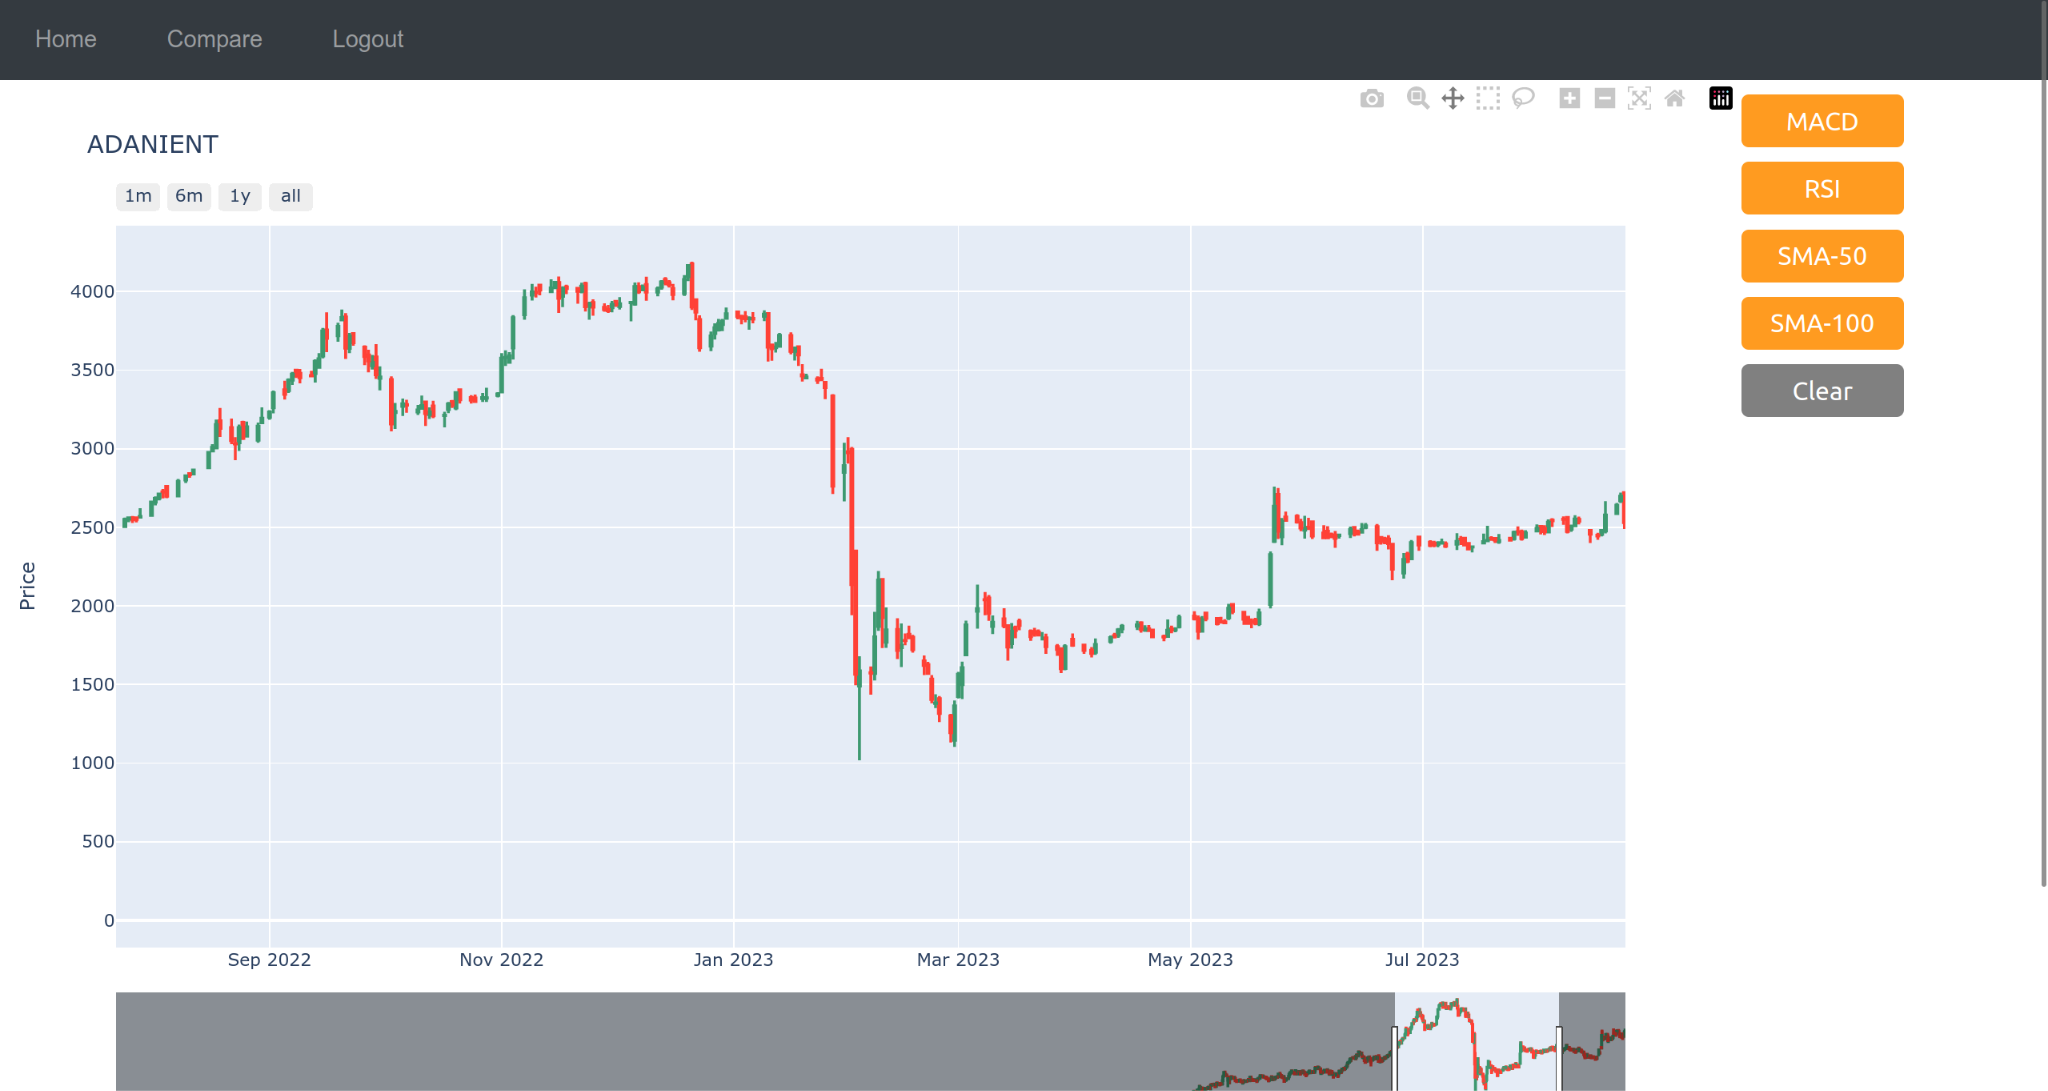 Home Compare Logout
ADANIENT
MACD
RSI
SMA-50
SMA-100
Clear
1m 6m 1y all
Price
4000
3500
3000
2500
2000
1500
1000
500
0
Sep 2022 Nov 2022 Jan 2023 Mar 2023 May 2023 Jul 2023